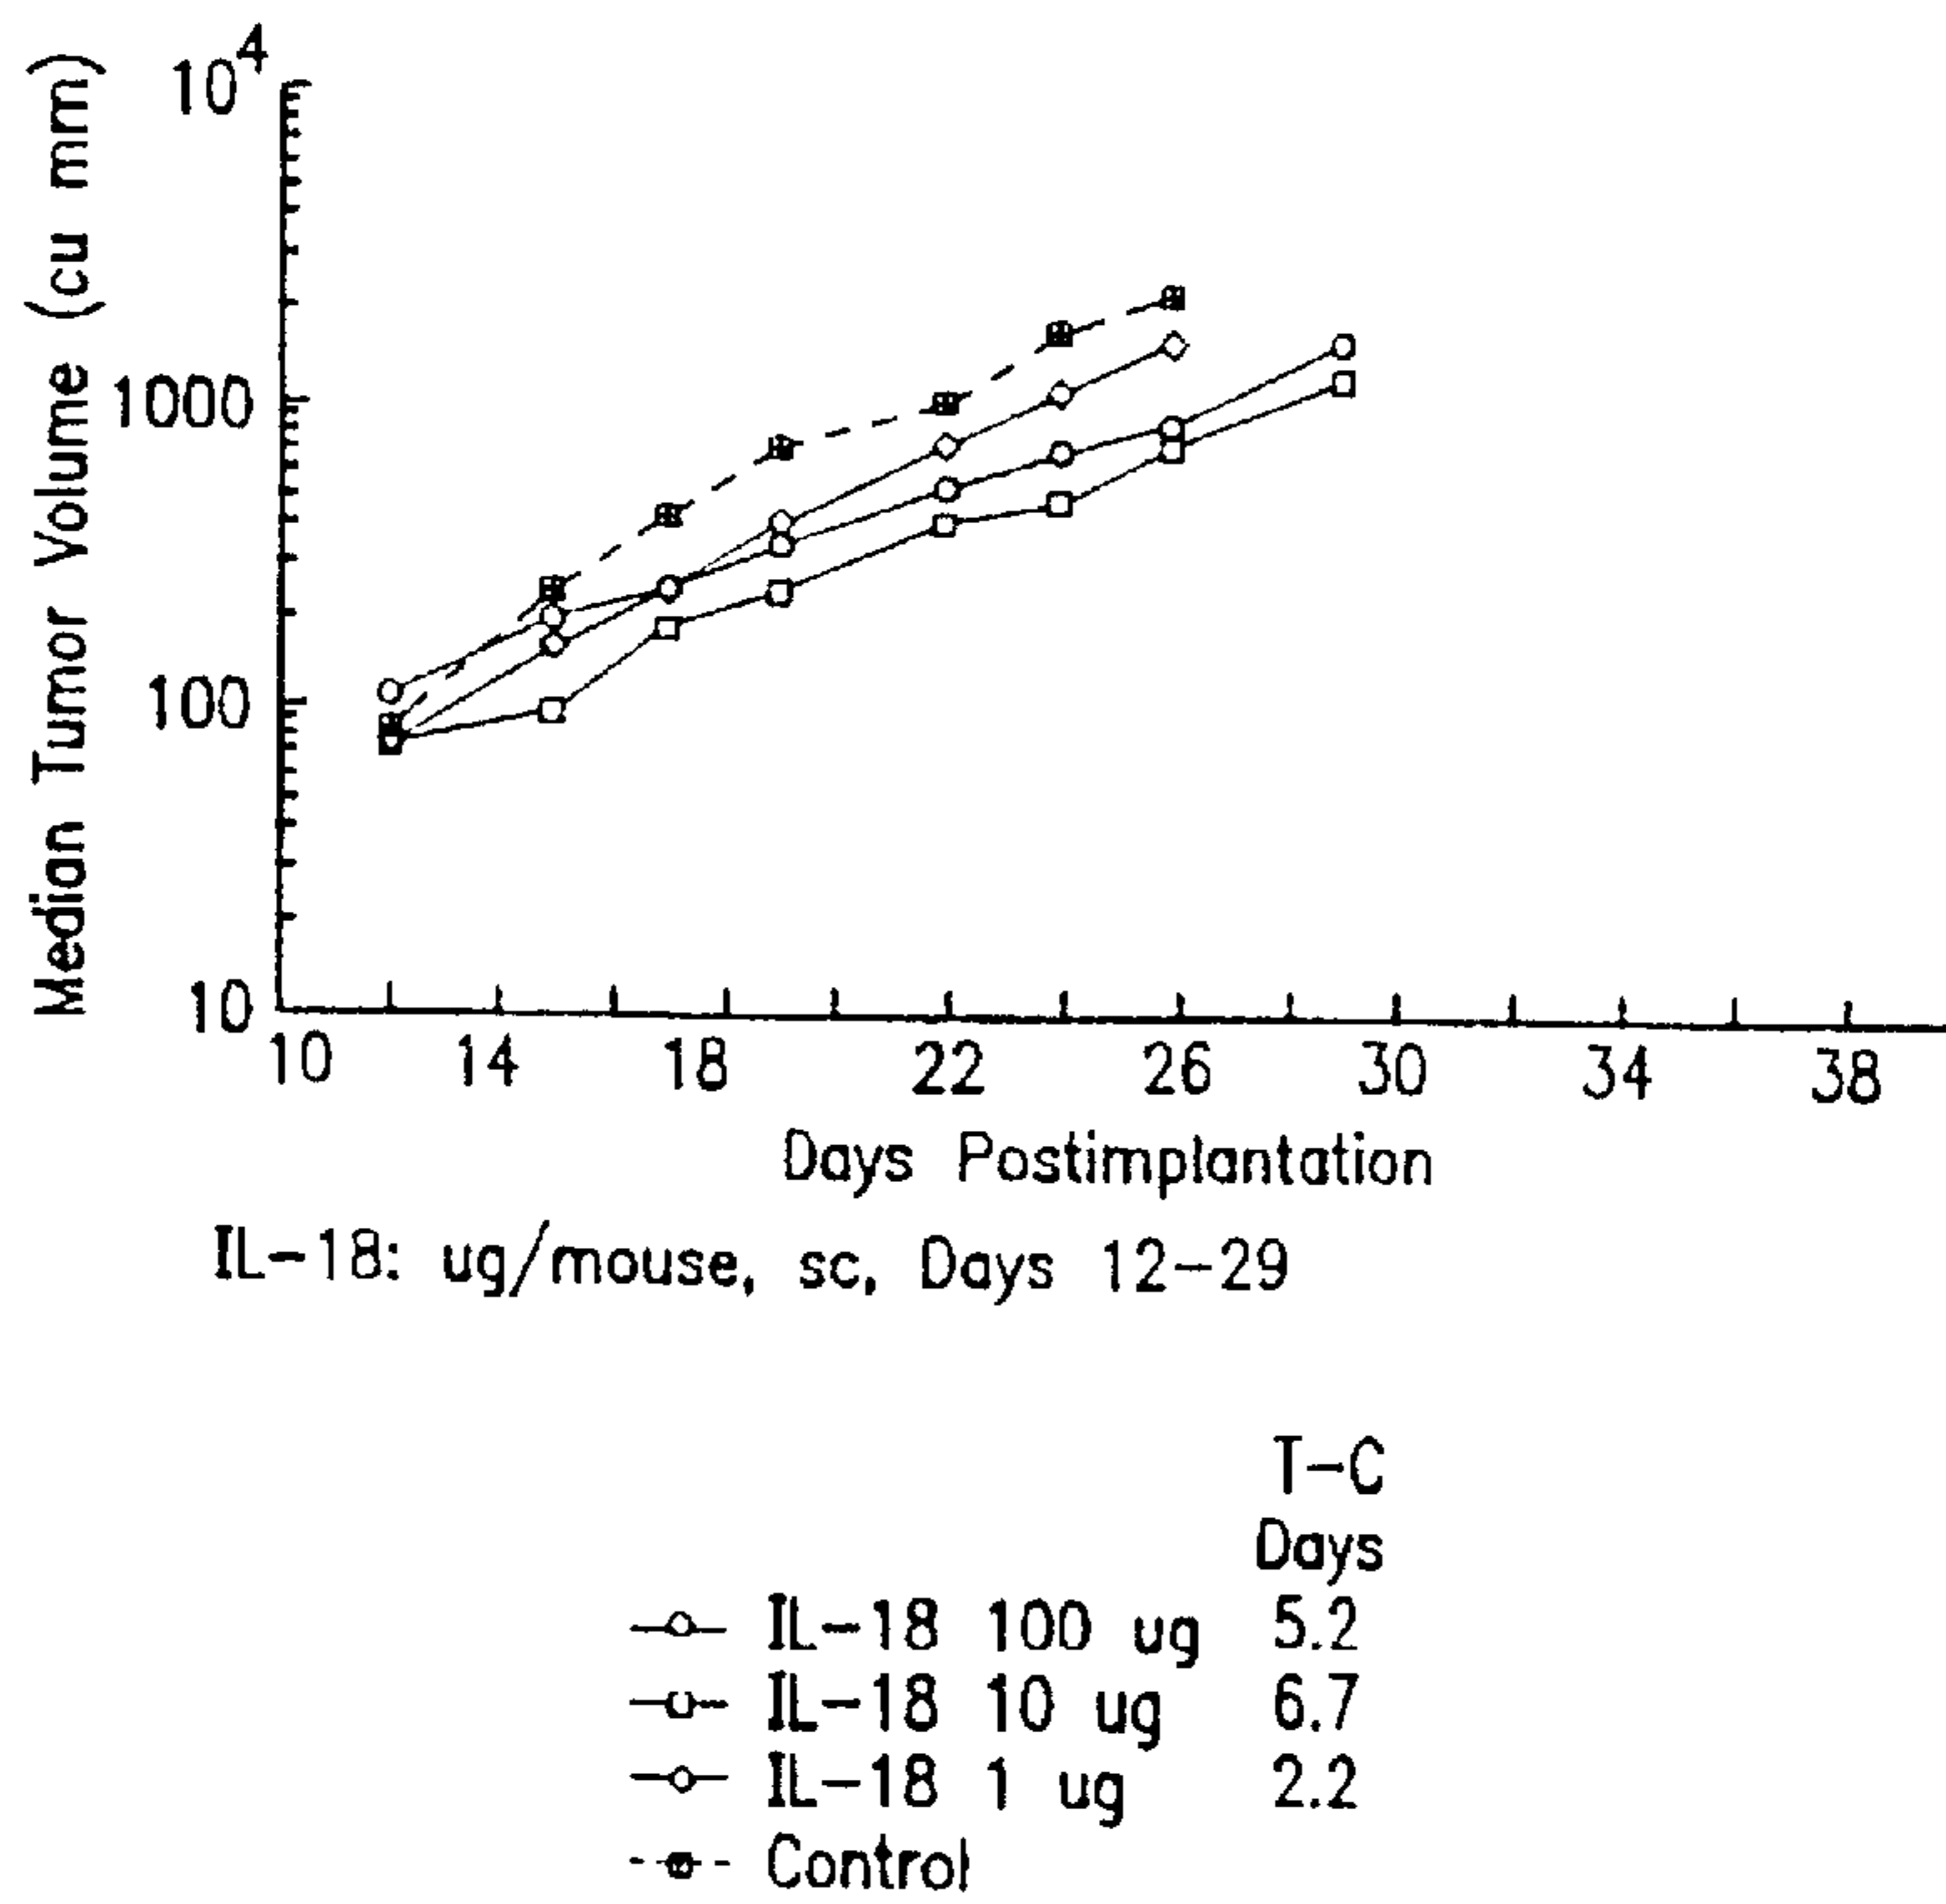 Median Tumor Volume (cu mm)
10^4
1000
100
10
10 14 18 22 26 30 34 38
Days Postimplantation
IL-18: ug/mouse, sc, Days 12-29
T-C
Days
IL-18 100 ug 5.2
IL-18 10 ug 6.7
IL-18 1 ug 2.2
Control